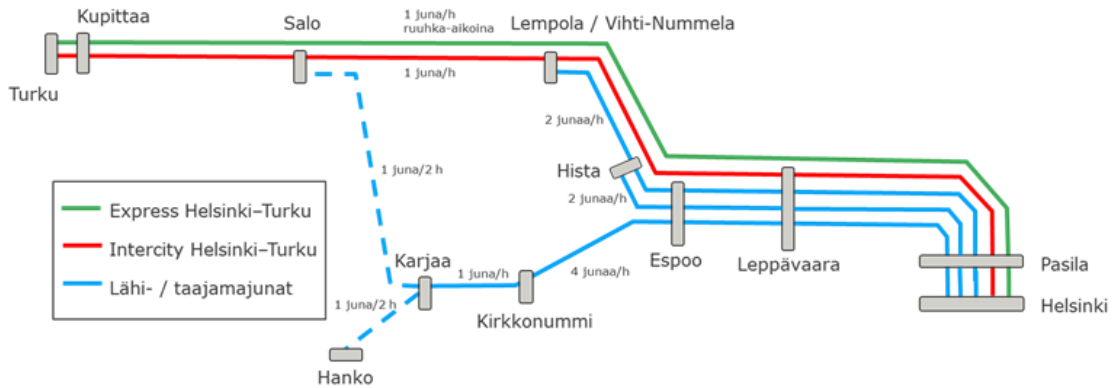 Kupittaa
Salo
1 juna/h
ruuhka-aikoina
Lempola / Vihti-Nummela
Turku
1 juna/h
2 junaa/h
1 juna/2 h
Hista
2 junaa/h
Express Helsinki–Turku
Intercity Helsinki–Turku
Lähi- / taajamajunat
Karjaa
1 juna/h
4 junaa/h
Espoo
Leppävaara
Pasila
1 juna/2 h
Kirkkonummi
Helsinki
Hanko